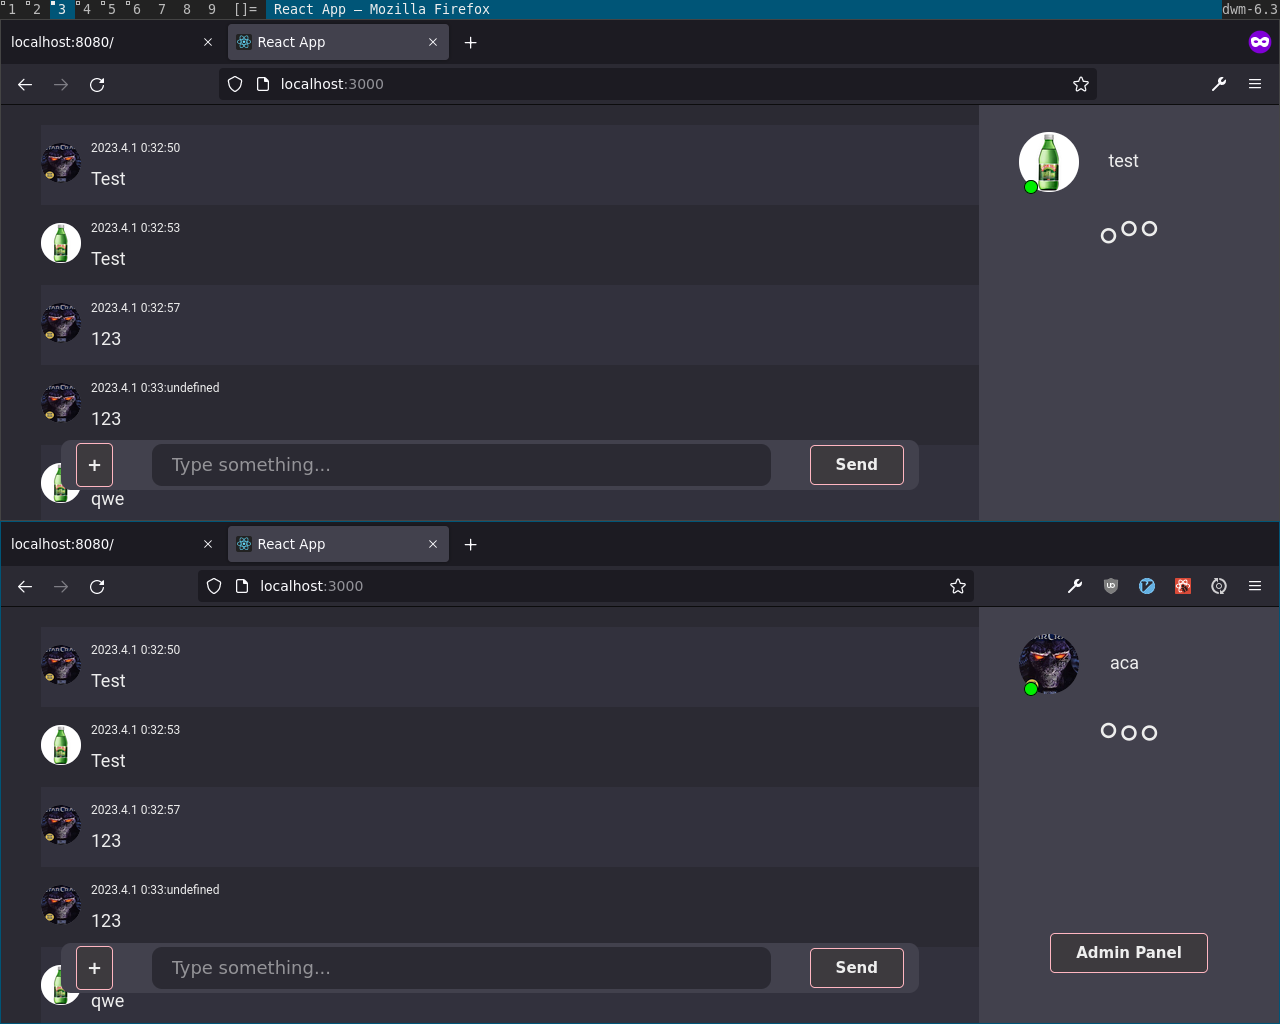 1 2 3 4 5 6 7 8 9 []= React App — Mozilla Firefox dwm-6.3
localhost:8080/ React App
localhost:3000
2023.4.1 0:32:50
Test
2023.4.1 0:32:53
Test
2023.4.1 0:32:57
123
2023.4.1 0:33:undefined
123
+ Type something... Send
qwe
test
localhost:8080/ React App
localhost:3000
2023.4.1 0:32:50
Test
2023.4.1 0:32:53
Test
2023.4.1 0:32:57
123
2023.4.1 0:33:undefined
123
+ Type something... Send
qwe
aca
Admin Panel